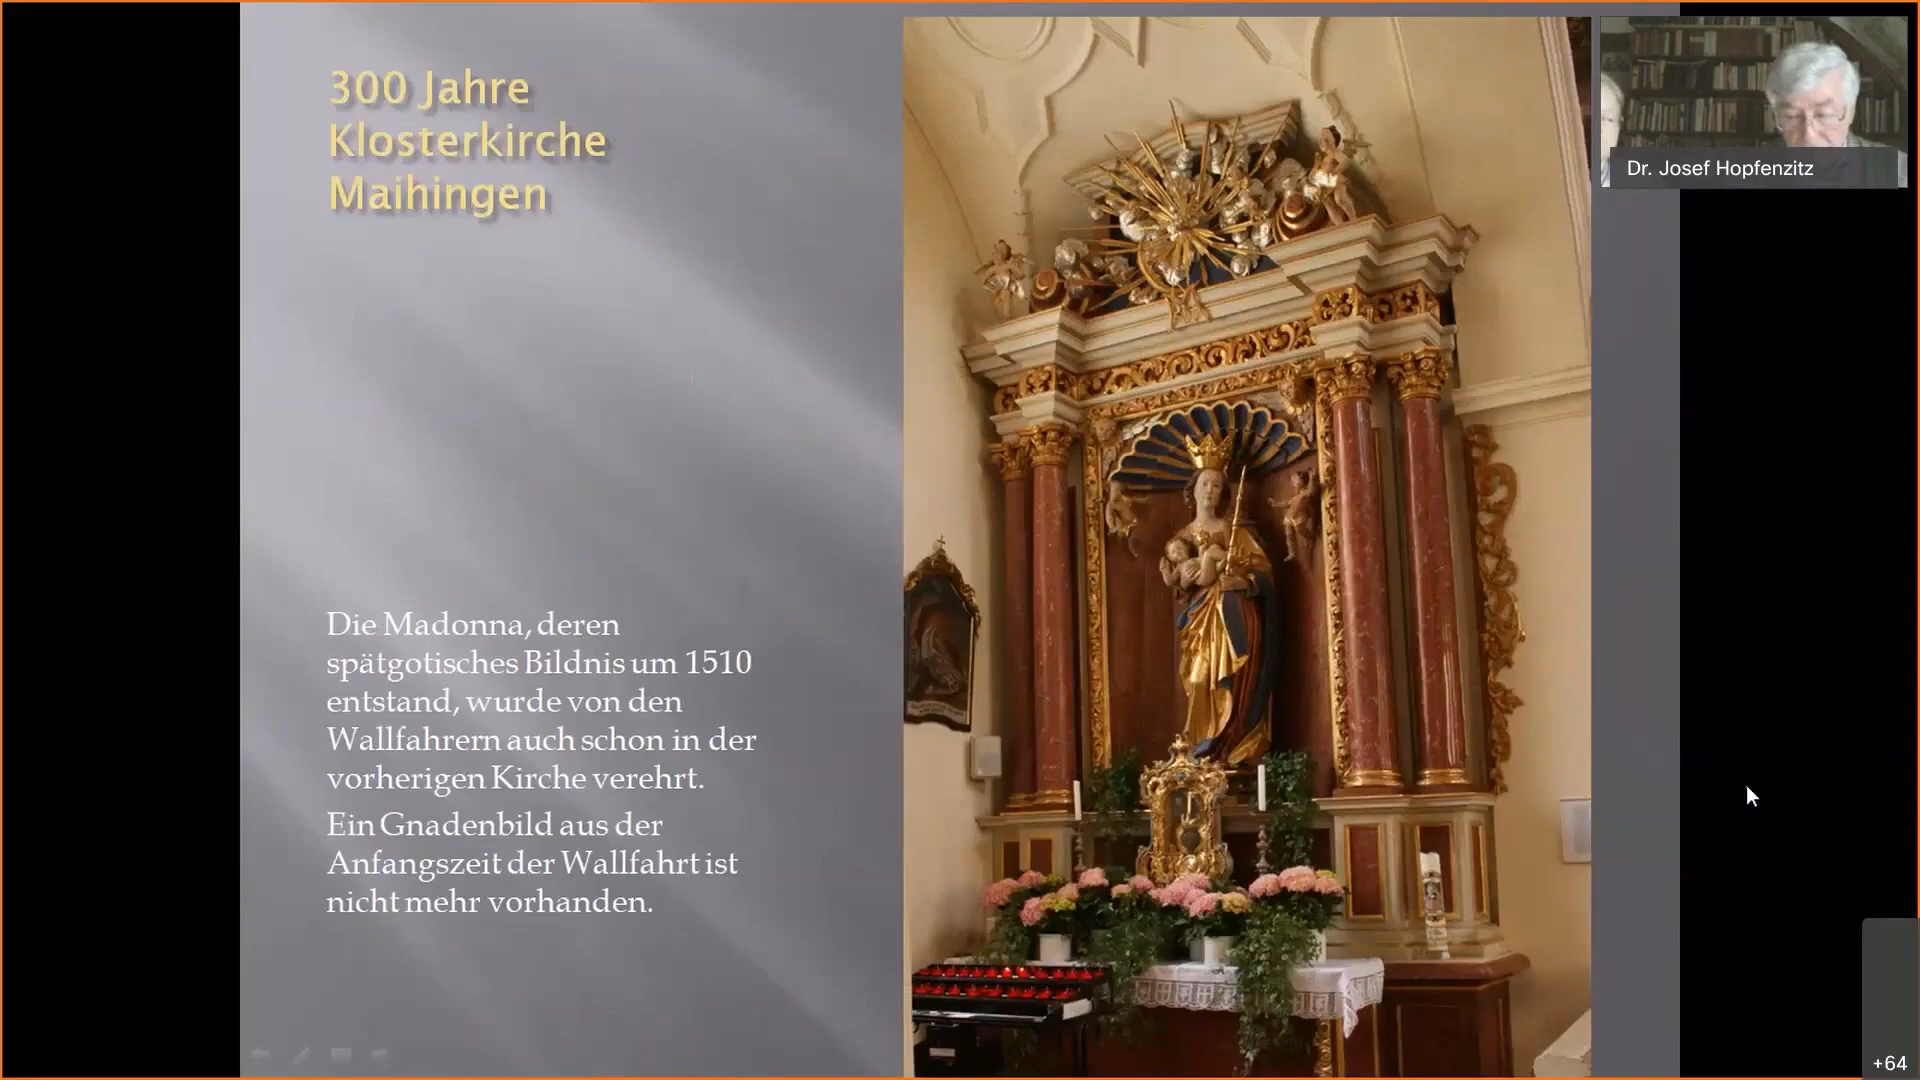 300 Jahre
Klosterkirche
Maihingen
Die Madonna, deren
spätgotisches Bildnis um 1510
entstand, wurde von den
Wallfahrern auch schon in der
vorherigen Kirche verehrt.
Ein Gnadenbild aus der
Anfangszeit der Wallfahrt ist
nicht mehr vorhanden.
Dr. Josef Hopfenzitz
+64